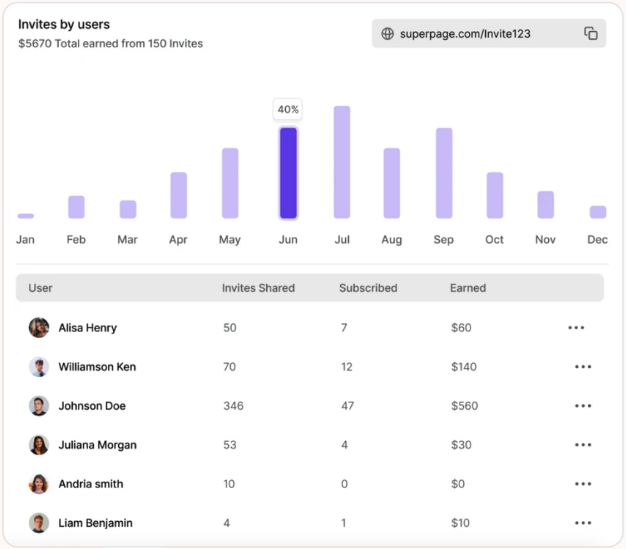 Invites by users
$5670 Total earned from 150 Invites
superpage.com/Invite123
40%
Jan Feb Mar Apr May Jun Jul Aug Sep Oct Nov Dec
User Invites Shared Subscribed Earned
Alisa Henry 50 7 $60
Williamson Ken 70 12 $140
Johnson Doe 346 47 $560
Juliana Morgan 53 4 $30
Andria smith 10 0 $0
Liam Benjamin 4 1 $10